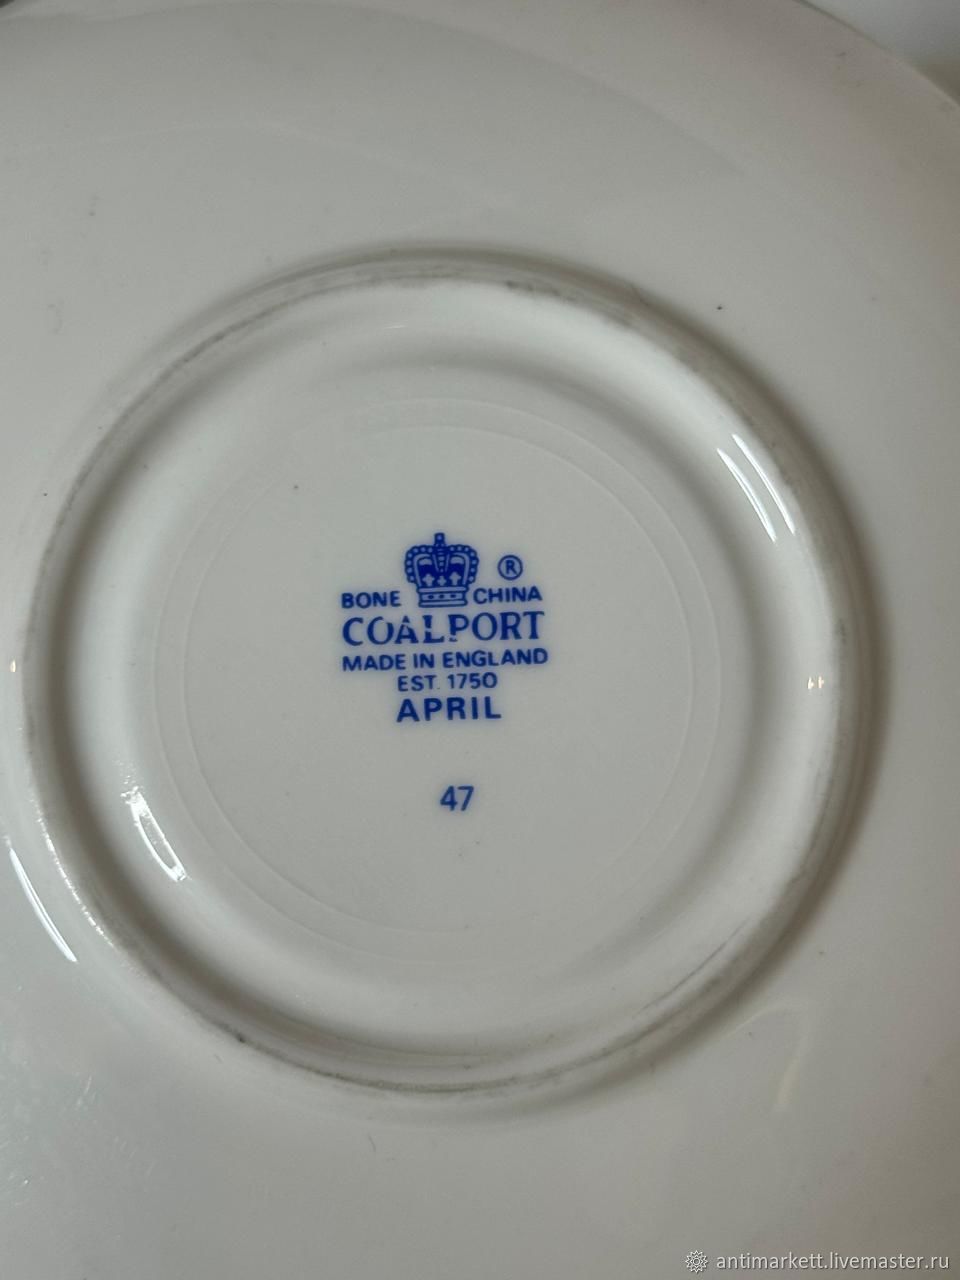 ®
BONE CHINA
COALPORT
MADE IN ENGLAND
EST. 1750
APRIL
47
antimarkett.livemaster.ru